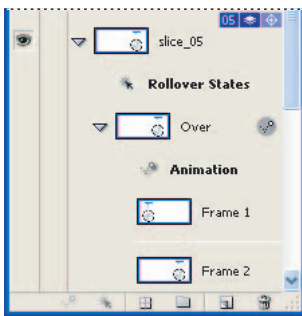 05
slice_05
Rollover States
Over
Animation
Frame 1
Frame 2